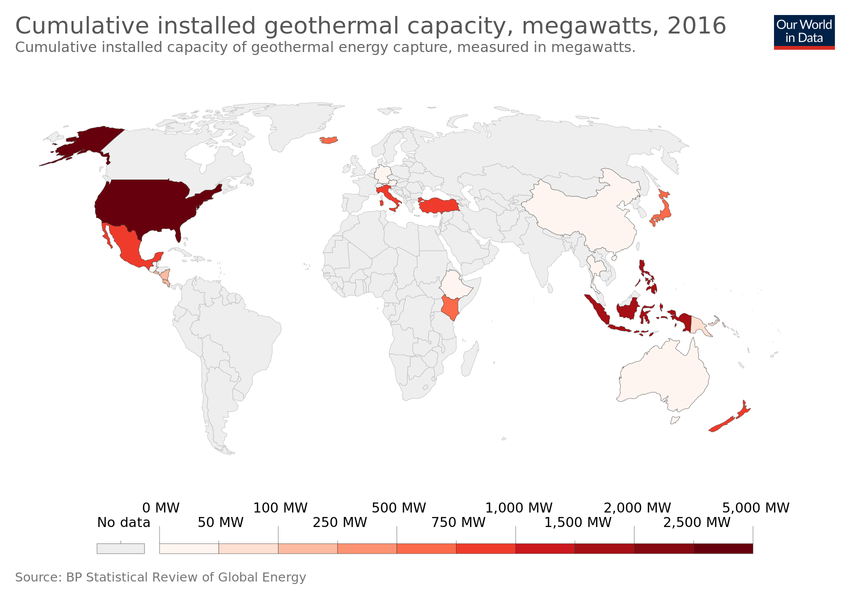 Cumulative installed geothermal capacity, megawatts, 2016
Cumulative installed capacity of geothermal energy capture, measured in megawatts.
Our World
in Data
0 MW 100 MW 500 MW 1,000 MW 2,000 MW 5,000 MW
No data 50 MW 250 MW 750 MW 1,500 MW 2,500 MW
Source: BP Statistical Review of Global Energy